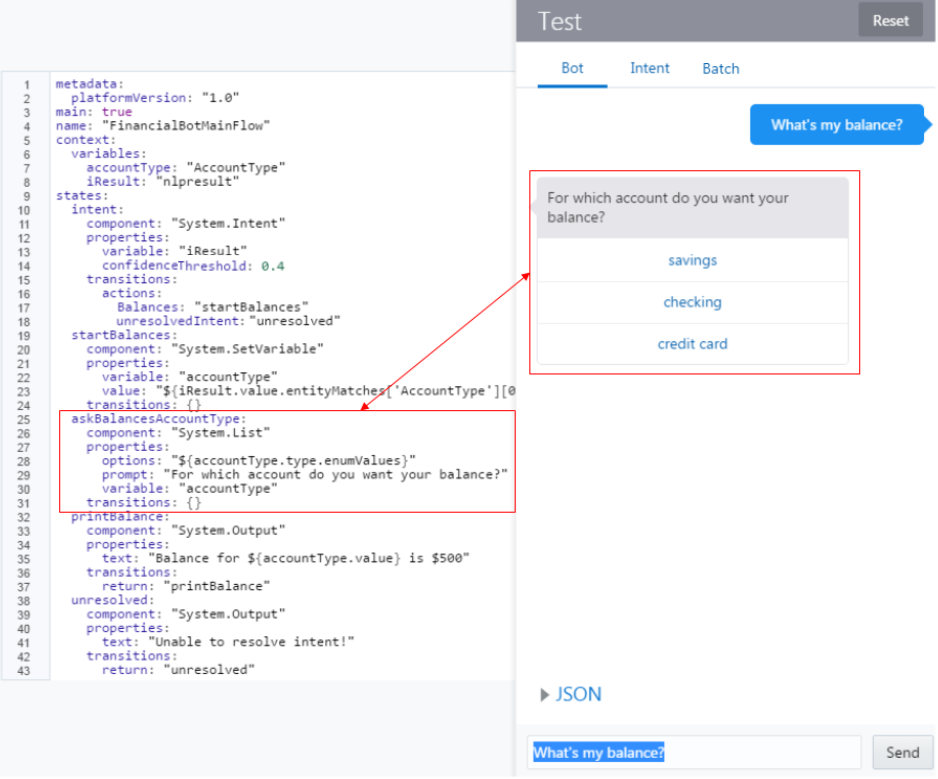 metadata:
platformVersion: "1.0"
main: true
name: "FinancialBotMainFlow"
context:
variables:
accountType: "AccountType"
iResult: "nlpresult"
states:
intent:
component: "System.Intent"
properties:
variable: "iResult"
confidenceThreshold: 0.4
transitions:
actions:
Balances: "startBalances"
unresolvedIntent: "unresolved"
startBalances:
component: "System.SetVariable"
properties:
variable: "accountType"
value: "${iResult.value.entityMatches['AccountType'][0
transitions: {}
askBalancesAccountType:
component: "System.List"
properties:
options: "${accountType.type.enumValues}"
prompt: "For which account do you want your balance?"
variable: "accountType"
transitions: {}
printBalance:
component: "System.Output"
properties:
text: "Balance for ${accountType.value} is $500"
transitions:
return: "printBalance"
unresolved:
component: "System.Output"
properties:
text: "Unable to resolve intent!"
transitions:
return: "unresolved"
1
2
3
4
5
6
7
8
9
10
11
12
13
14
15
16
17
18
19
20
21
22
23
24
25
26
27
28
29
30
31
32
33
34
35
36
37
38
39
40
41
42
43
Test
Reset
Bot Intent Batch
What's my balance?
For which account do you want your
balance?
savings
checking
credit card
JSON
What's my balance?
Send